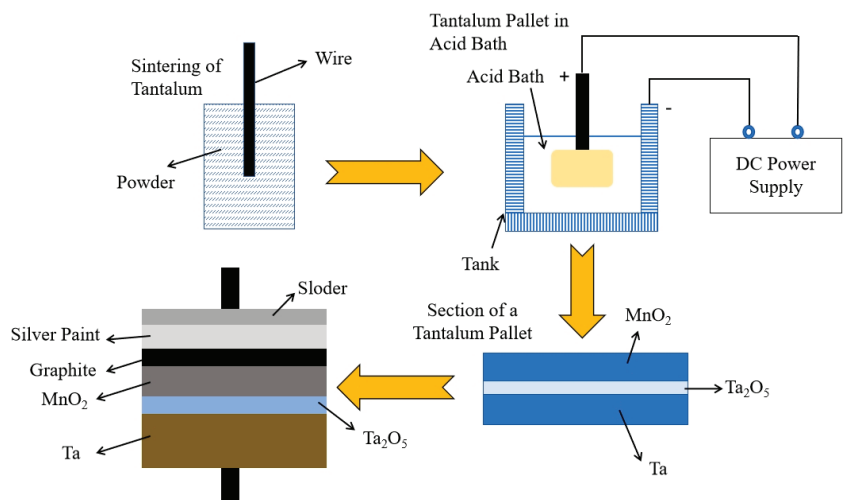 Sintering of
Tantalum
Wire
Powder
Tantalum Pallet in
Acid Bath
Acid Bath
+
-
DC Power
Supply
Tank
Section of a
Tantalum Pallet
MnO₂
Ta₂O₅
Ta
Sloder
Silver Paint
Graphite
MnO₂
Ta₂O₅
Ta